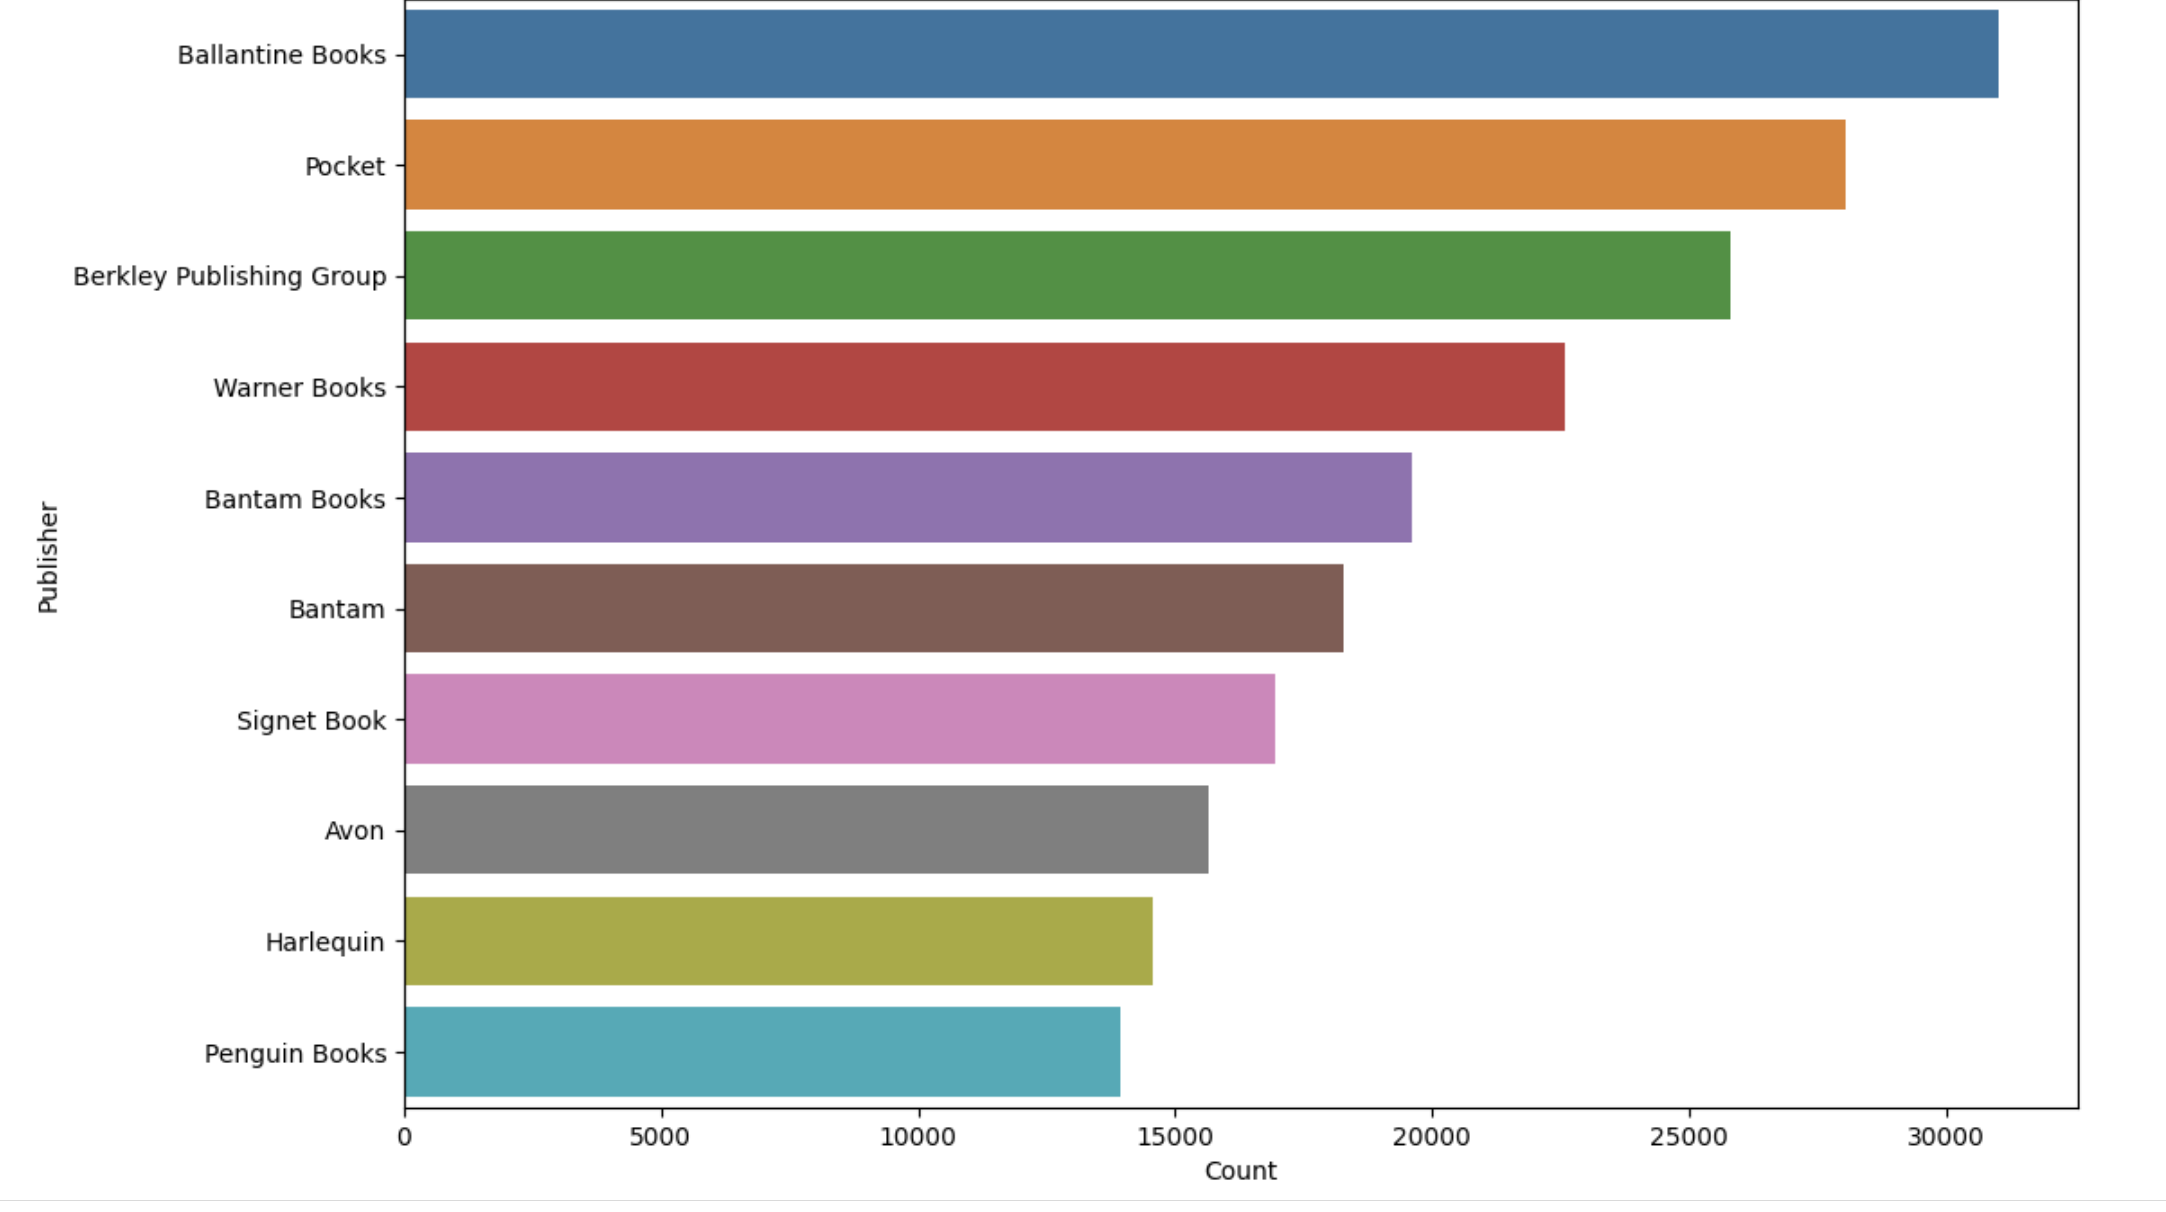 Ballantine Books
Pocket
Berkley Publishing Group
Warner Books
Bantam Books
Bantam
Signet Book
Avon
Harlequin
Penguin Books
Publisher
0 5000 10000 15000 20000 25000 30000
Count